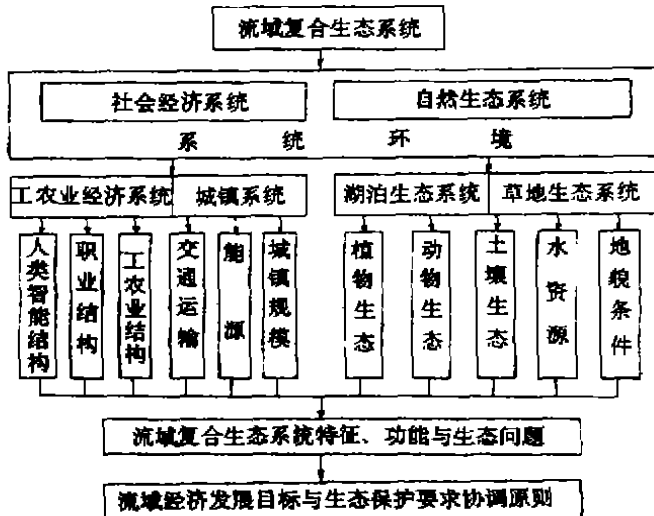 流域复合生态系统
社会经济系统 自然生态系统
系统环境
工农业经济系统 城镇系统 湖泊生态系统 草地生态系统
人类智能结构
职业结构
工农业结构
交通运输
能源
城镇规模
植物生态
动物生态
土壤生态
水资源
地貌条件
流域复合生态系统特征、功能与生态问题
流域经济发展目标与生态保护要求协调原则